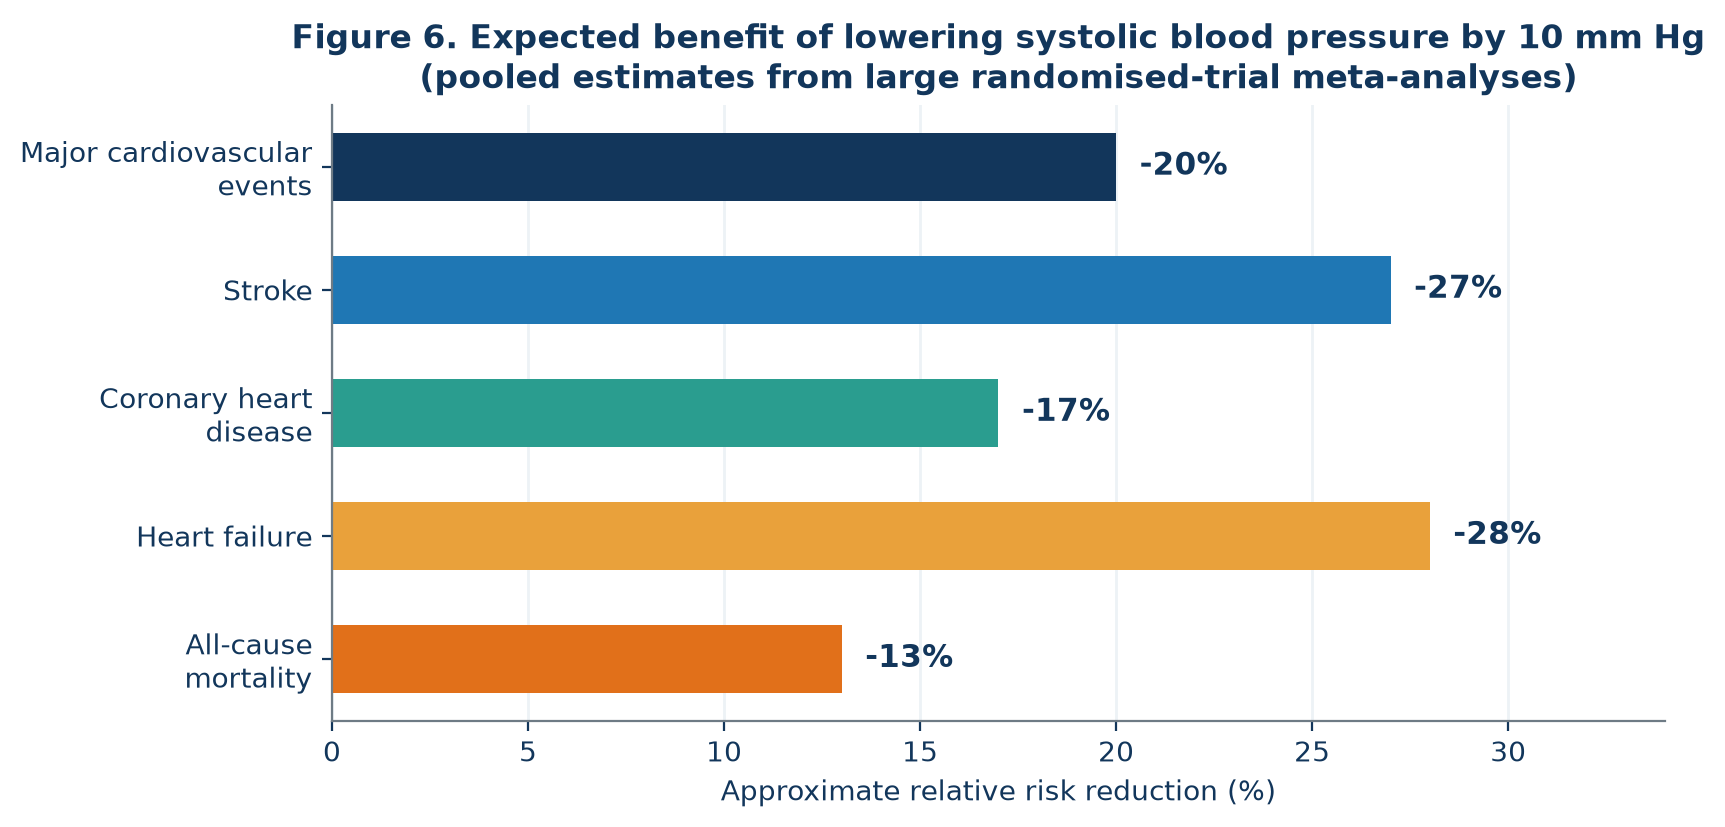 Figure 6. Expected benefit of lowering systolic blood pressure by 10 mm Hg
(pooled estimates from large randomised-trial meta-analyses)
Major cardiovascular
events
-20%
Stroke
-27%
Coronary heart
disease
-17%
Heart failure
-28%
All-cause
mortality
-13%
0 5 10 15 20 25 30
Approximate relative risk reduction (%)